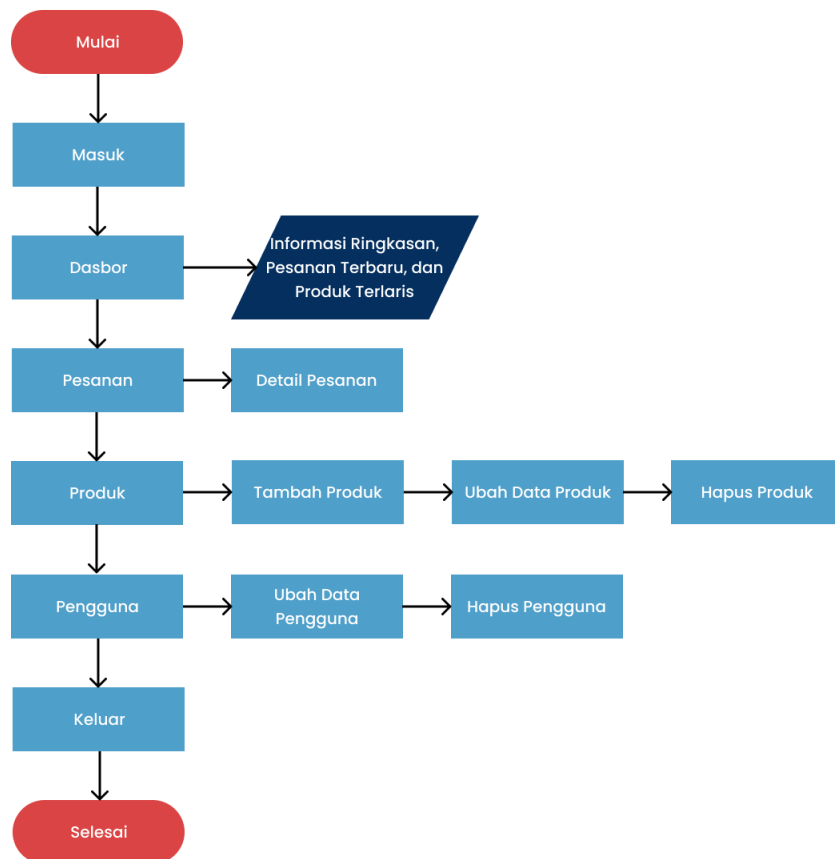 Mulai
Masuk
Dasbor
Informasi Ringkasan,
Pesanan Terbaru, dan
Produk Terlaris
Pesanan
Detail Pesanan
Produk
Tambah Produk
Ubah Data Produk
Hapus Produk
Pengguna
Ubah Data
Pengguna
Hapus Pengguna
Keluar
Selesai